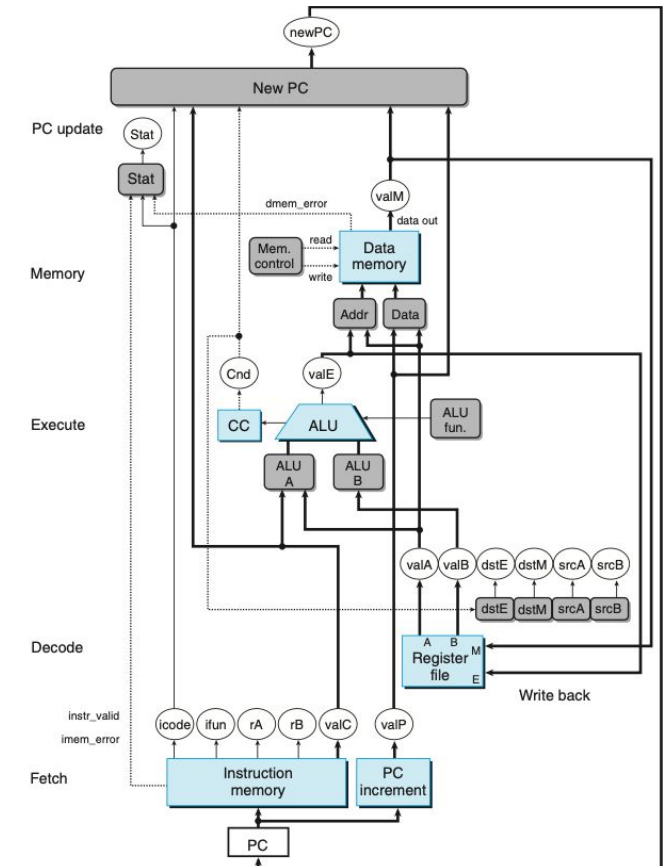 newPC
New PC
PC update
Stat
Stat
valM
dmem_error
data out
read
Mem.
control
Data
memory
write
Memory
Addr
Data
Cnd
valE
Execute
CC
ALU
ALU
fun.
ALU
A
ALU
B
valA
valB
dstE
dstM
srcA
srcB
dstE
dstM
srcA
srcB
Decode
A
B
M
Register
file
E
Write back
instr_valid
icode
ifun
rA
rB
valC
valP
imem_error
Fetch
Instruction
memory
PC
increment
PC